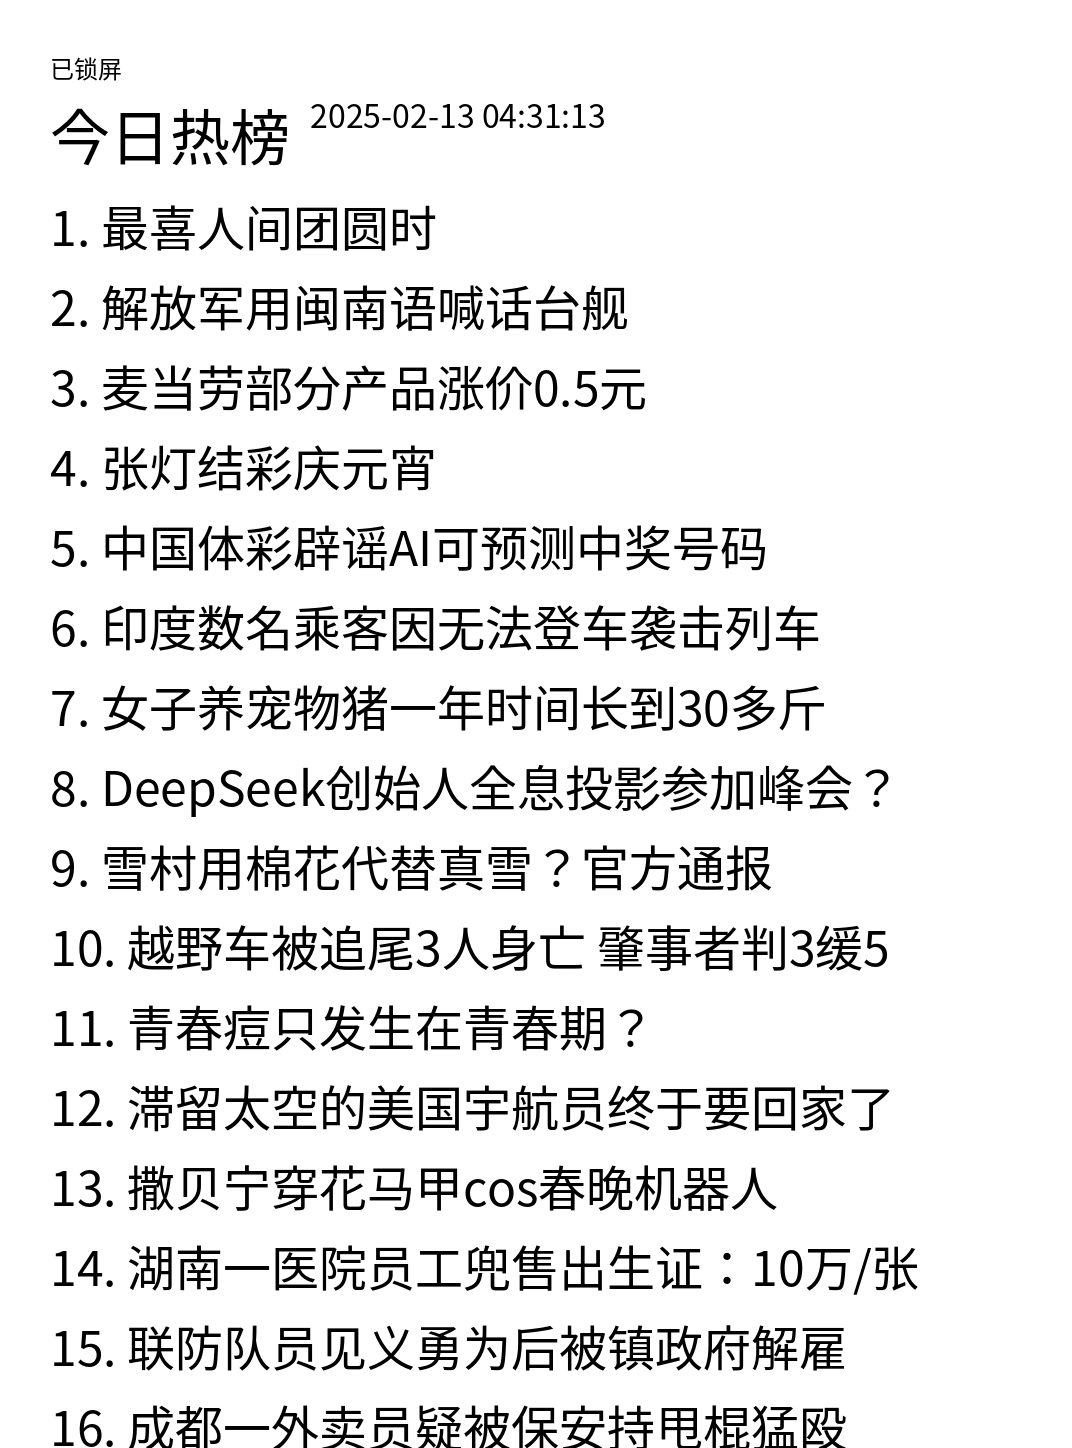 已锁屏
今日热榜 2025-02-13 04:31:13
1. 最喜人间团圆时
2. 解放军用闽南语喊话台舰
3. 麦当劳部分产品涨价0.5元
4. 张灯结彩庆元宵
5. 中国体彩辟谣AI可预测中奖号码
6. 印度数名乘客因无法登车袭击列车
7. 女子养宠物猪一年时间长到30多斤
8. DeepSeek创始人全息投影参加峰会？
9. 雪村用棉花代替真雪？官方通报
10. 越野车被追尾3人身亡 肇事者判3缓5
11. 青春痘只发生在青春期？
12. 滞留太空的美国宇航员终于要回家了
13. 撒贝宁穿花马甲cos春晚机器人
14. 湖南一医院员工兜售出生证：10万/张
15. 联防队员见义勇为后被镇政府解雇
16. 成都一外卖员疑被保安持甩棍猛殴